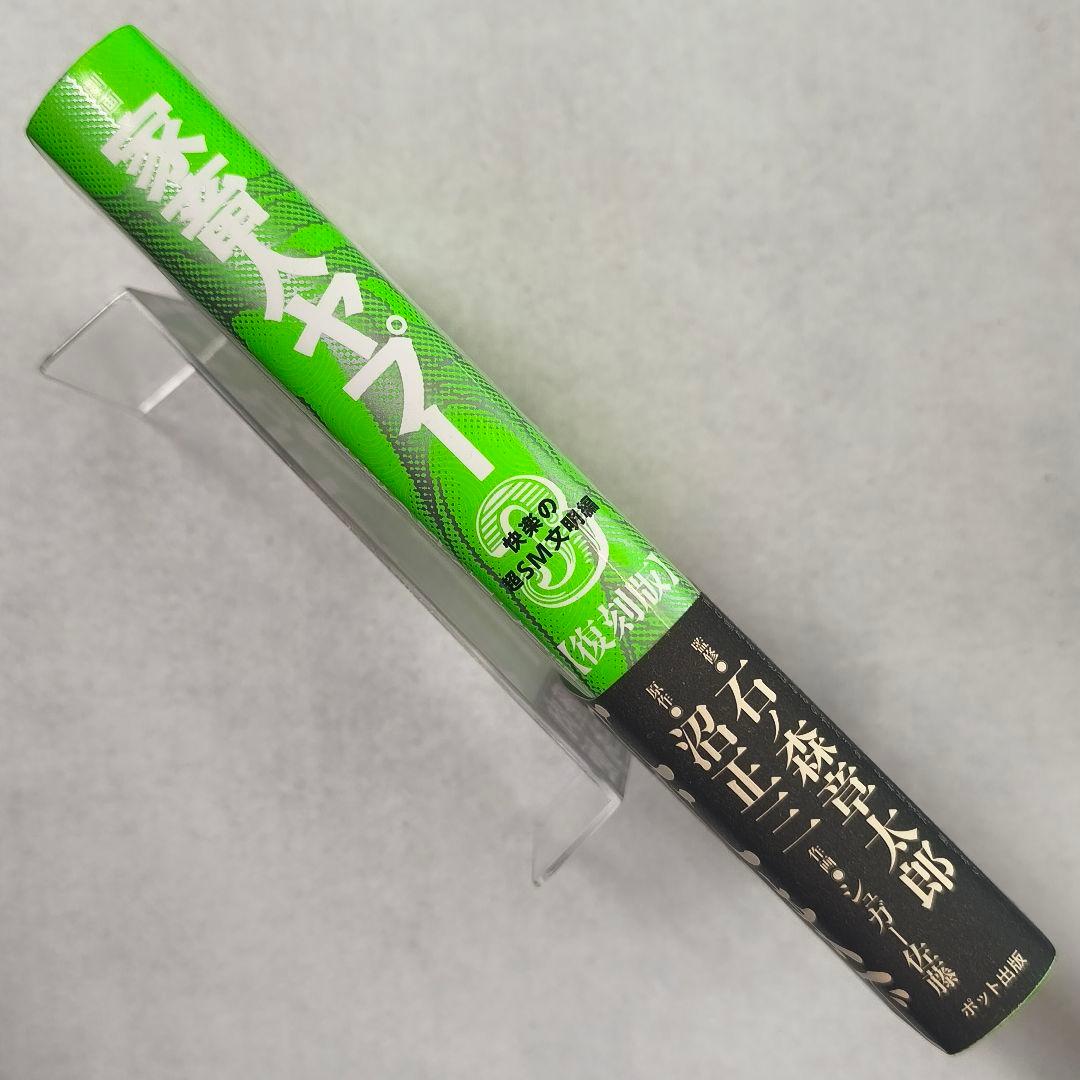 劇画
家畜人ヤプー
3
快楽の
超SM文明編
【復刻版】
監修●石ノ森章太郎
原作●沼正三
作画●シュガー佐藤
ポット出版